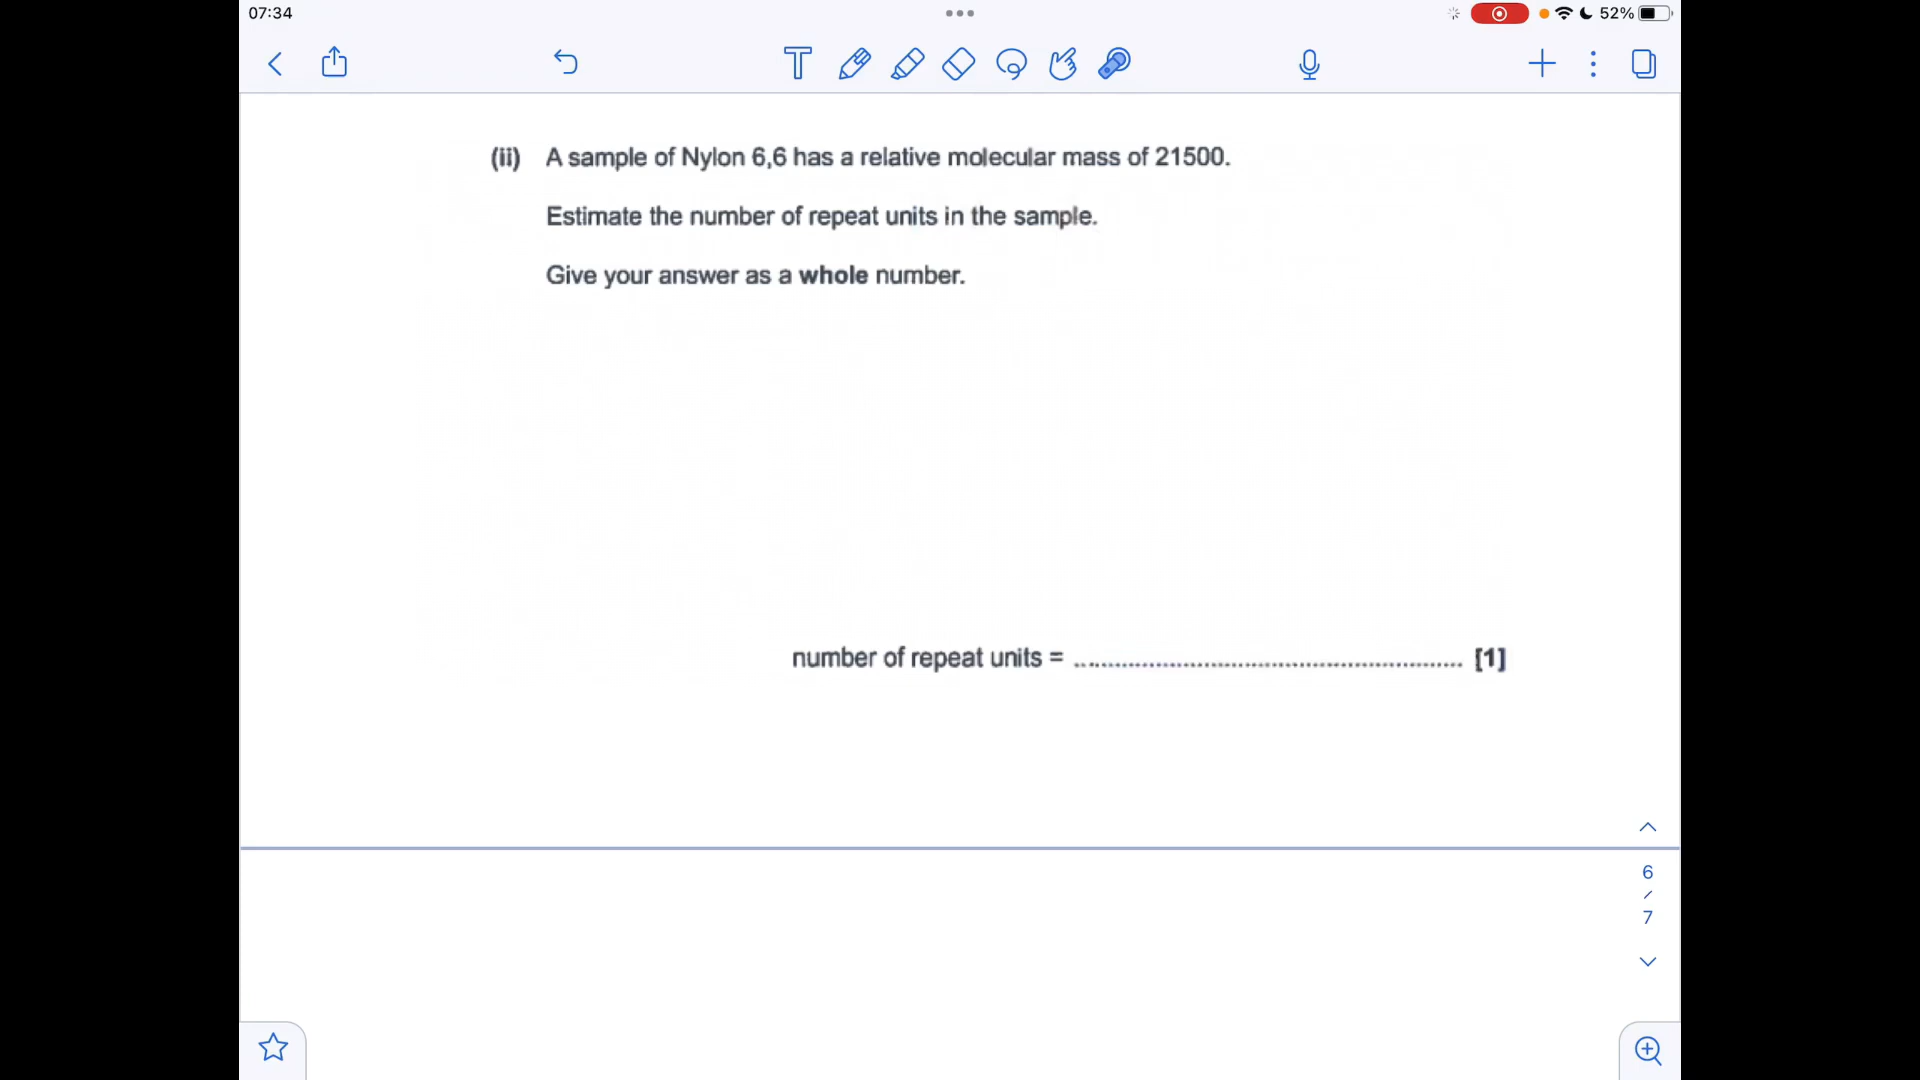 07:34
52%
(ii) A sample of Nylon 6,6 has a relative molecular mass of 21500.
Estimate the number of repeat units in the sample.
Give your answer as a whole number.
number of repeat units = ........................................................ [1]
6
/
7